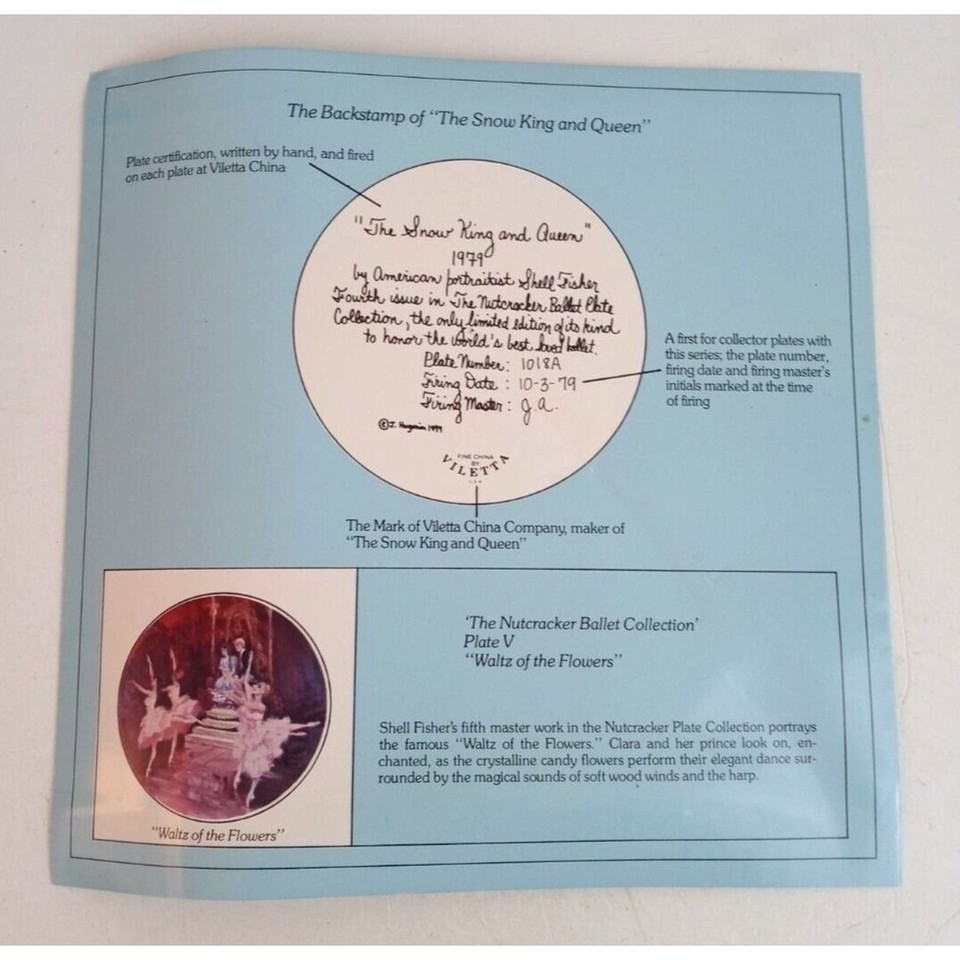 The Backstamp of "The Snow King and Queen"
Plate certification, written by hand, and fired
on each plate at Viletta China
"The Snow King and Queen"
1979
by American portraitist Shell Fisher
Fourth issue in The Nutcracker Ballet Plate
Collection, the only limited edition of its kind
to honor the world's best loved ballet.
Plate Number: 1018A
Firing Date: 10-3-79
Firing Master: J.A.
A first for collector plates with
this series; the plate number,
firing date and firing master's
initials marked at the time
of firing
© J. 1979
FINE CHINA
BY
VILETTA
USA
The Mark of Viletta China Company, maker of
"The Snow King and Queen"
'The Nutcracker Ballet Collection'
Plate V
"Waltz of the Flowers"
Shell Fisher's fifth master work in the Nutcracker Plate Collection portrays
the famous "Waltz of the Flowers." Clara and her prince look on, en-
chanted, as the crystalline candy flowers perform their elegant dance sur-
rounded by the magical sounds of soft wood winds and the harp.
"Waltz of the Flowers"